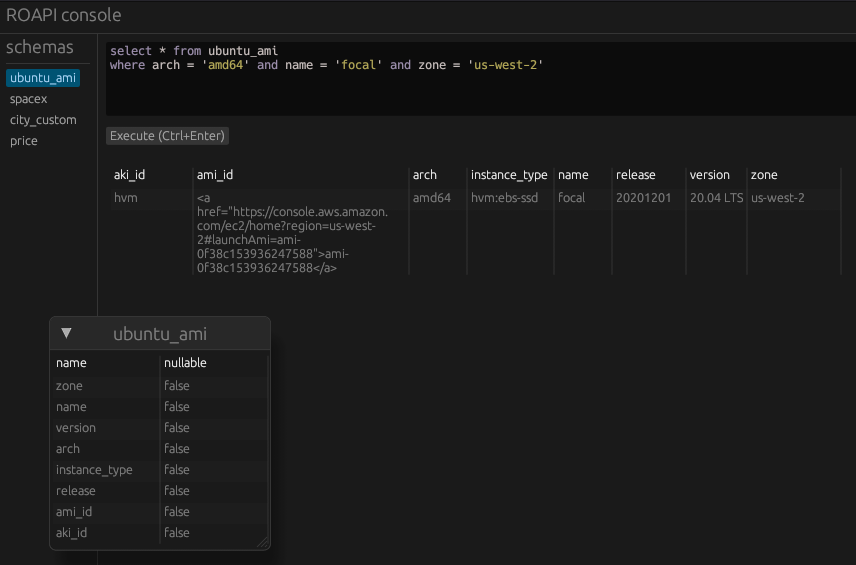 ROAPI console
schemas
ubuntu_ami
spacex
city_custom
price
select * from ubuntu_ami
where arch = 'amd64' and name = 'focal' and zone = 'us-west-2'
Execute (Ctrl+Enter)
aki_id ami_id arch instance_type name release version zone
hvm <a amd64 hvm:ebs-ssd focal 20201201 20.04 LTS us-west-2
href="https://console.aws.amazon.
com/ec2/home?region=us-west-
2#launchAmi=ami-
0f38c153936247588">ami-
0f38c153936247588</a>
▼ ubuntu_ami
name nullable
zone false
name false
version false
arch false
instance_type false
release false
ami_id false
aki_id false